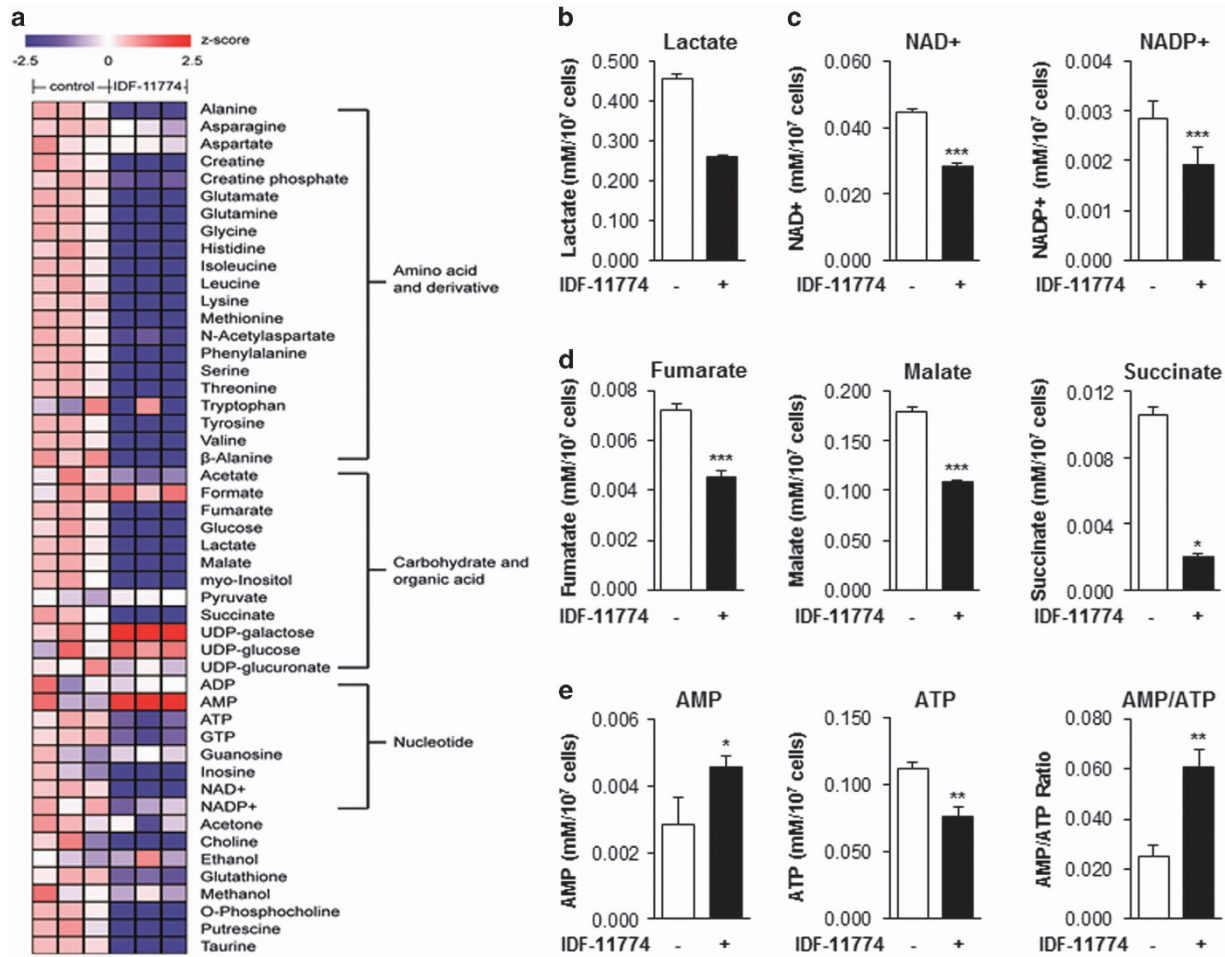 a
z-score
-2.5 0 2.5
control IDF-11774
Alanine
Asparagine
Aspartate
Creatine
Creatine phosphate
Glutamate
Glutamine
Glycine
Histidine
Isoleucine
Leucine
Lysine
Methionine
N-Acetylaspartate
Phenylalanine
Serine
Threonine
Tryptophan
Tyrosine
Valine
β-Alanine
Amino acid
and derivative
Acetate
Formate
Fumarate
Glucose
Lactate
Malate
myo-Inositol
Pyruvate
Succinate
UDP-galactose
UDP-glucose
UDP-glucuronate
Carbohydrate and
organic acid
ADP
AMP
ATP
GTP
Guanosine
Inosine
NAD+
NADP+
Nucleotide
Acetone
Choline
Ethanol
Glutathione
Methanol
O-Phosphocholine
Putrescine
Taurine
b
Lactate
Lactate (mM/10⁷ cells)
0.500
0.400
0.300
0.200
0.100
0.000
IDF-11774 - +
c
NAD+
NAD+ (mM/10⁷ cells)
0.060
0.040
0.020
0.000
***
IDF-11774 - +
NADP+
NADP+ (mM/10⁷ cells)
0.004
0.003
0.002
0.001
0.000
***
- +
d
Fumarate
Fumatate (mM/10⁷ cells)
0.008
0.006
0.004
0.002
0.000
***
IDF-11774 - +
Malate
Malate (mM/10⁷ cells)
0.200
0.150
0.100
0.050
0.000
***
IDF-11774 - +
Succinate
Succinate (mM/10⁷ cells)
0.012
0.008
0.004
0.000
*
IDF-11774 - +
e
AMP
AMP (mM/10⁷ cells)
0.006
0.004
0.002
0.000
*
IDF-11774 - +
ATP
ATP (mM/10⁷ cells)
0.150
0.100
0.050
0.000
**
IDF-11774 - +
AMP/ATP
AMP/ATP Ratio
0.080
0.060
0.040
0.020
0.000
**
IDF-11774 - +